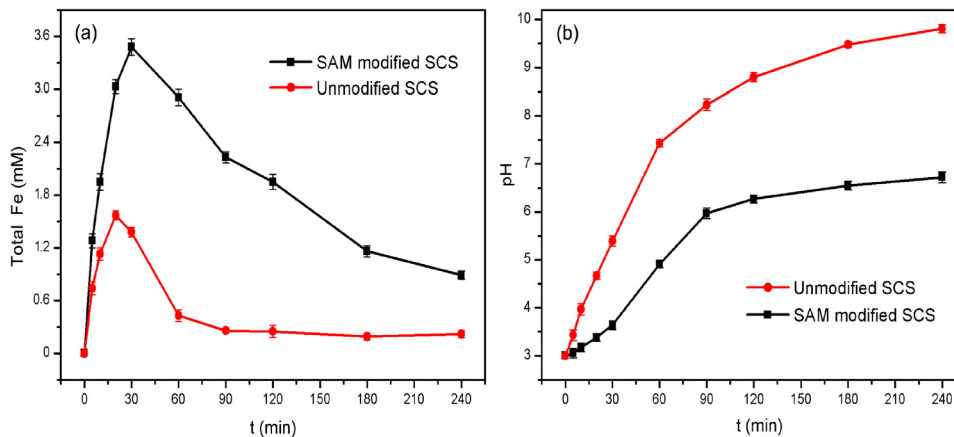 (a)
SAM modified SCS
Unmodified SCS
Total Fe (mM)
3.6
3.0
2.4
1.8
1.2
0.6
0
0 30 60 90 120 150 180 210 240
t (min)
(b)
Unmodified SCS
SAM modified SCS
pH
10
9
8
7
6
5
4
3
0 30 60 90 120 150 180 210 240
t (min)